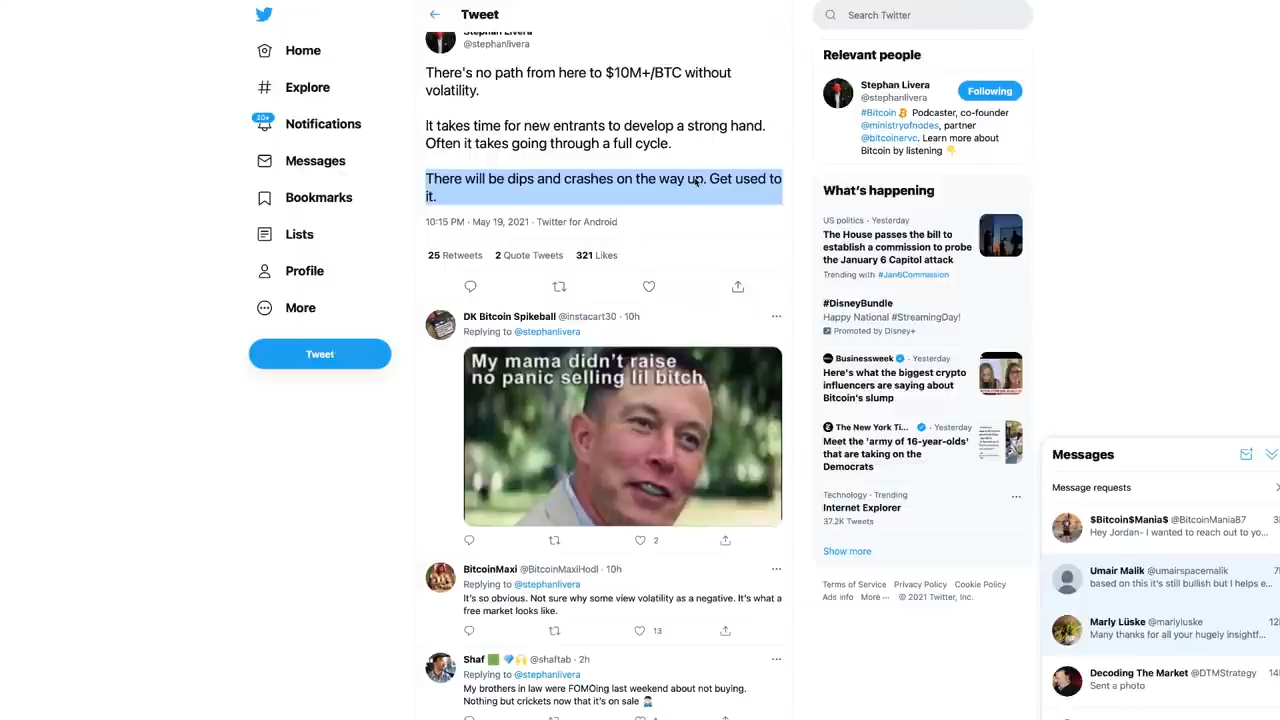 Home
Explore
20+
Notifications
Messages
Bookmarks
Lists
Profile
More
Tweet
Tweet
Stephan Livera
@stephanlivera
There's no path from here to $10M+/BTC without
volatility.
It takes time for new entrants to develop a strong hand.
Often it takes going through a full cycle.
There will be dips and crashes on the way up. Get used to
it.
10:15 PM · May 19, 2021 · Twitter for Android
25 Retweets 2 Quote Tweets 321 Likes
DK Bitcoin Spikeball @instacart30 · 10h
Replying to @stephanlivera
My mama didn't raise
no panic selling lil bitch
2
BitcoinMaxi @BitcoinMaxiHodl · 10h
Replying to @stephanlivera
It's so obvious. Not sure why some view volatility as a negative. It's what a
free market looks like.
13
Shaf @shaftab · 2h
Replying to @stephanlivera
My brothers in law were FOMOing last weekend about not buying.
Nothing but crickets now that it's on sale
Search Twitter
Relevant people
Stephan Livera
@stephanlivera
Following
#Bitcoin Podcaster, co-founder
@ministryofnodes, partner
@bitcoinervc. Learn more about
Bitcoin by listening
What's happening
US politics · Yesterday
The House passes the bill to
establish a commission to probe
the January 6 Capitol attack
Trending with #Jan6Commission
#DisneyBundle
Happy National #StreamingDay!
Promoted by Disney+
Businessweek · Yesterday
Here's what the biggest crypto
influencers are saying about
Bitcoin's slump
The New York Ti... · Yesterday
Meet the 'army of 16-year-olds'
that are taking on the
Democrats
Technology · Trending
Internet Explorer
37.2K Tweets
Show more
Terms of Service Privacy Policy Cookie Policy
Ads info More ··· © 2021 Twitter, Inc.
Messages
Message requests
$Bitcoin$Mania$ @BitcoinMania87
Hey Jordan- I wanted to reach out to yo...
Umair Malik @umairspacemalik
based on this it's still bullish but I helps e...
Marly Lüske @marlyluske
Many thanks for all your hugely insightf...
Decoding The Market @DTMStrategy
Sent a photo